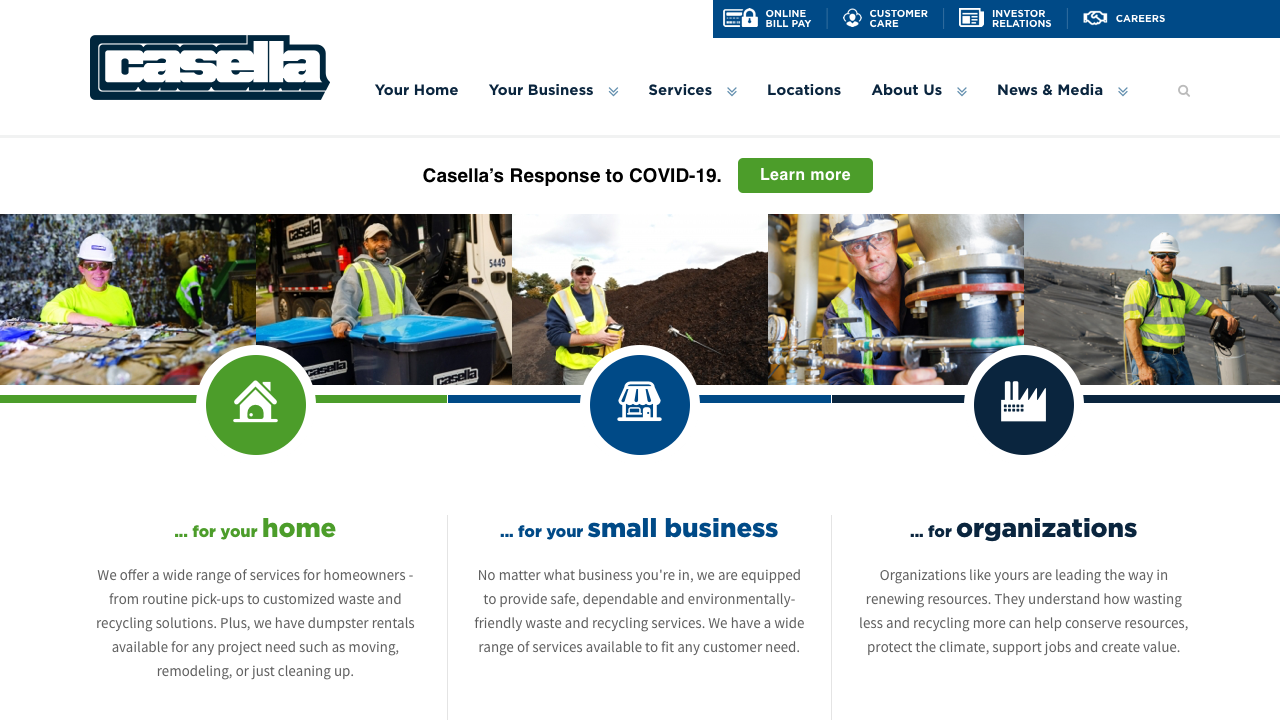 ONLINE
BILL PAY
CUSTOMER
CARE
INVESTOR
RELATIONS
CAREERS
casella
Your Home
Your Business
Services
Locations
About Us
News & Media
Casella’s Response to COVID-19.
Learn more
casella
5449
casella
casella
... for your home
We offer a wide range of services for homeowners -
from routine pick-ups to customized waste and
recycling solutions. Plus, we have dumpster rentals
available for any project need such as moving,
remodeling, or just cleaning up.
... for your small business
No matter what business you're in, we are equipped
to provide safe, dependable and environmentally-
friendly waste and recycling services. We have a wide
range of services available to fit any customer need.
... for organizations
Organizations like yours are leading the way in
renewing resources. They understand how wasting
less and recycling more can help conserve resources,
protect the climate, support jobs and create value.